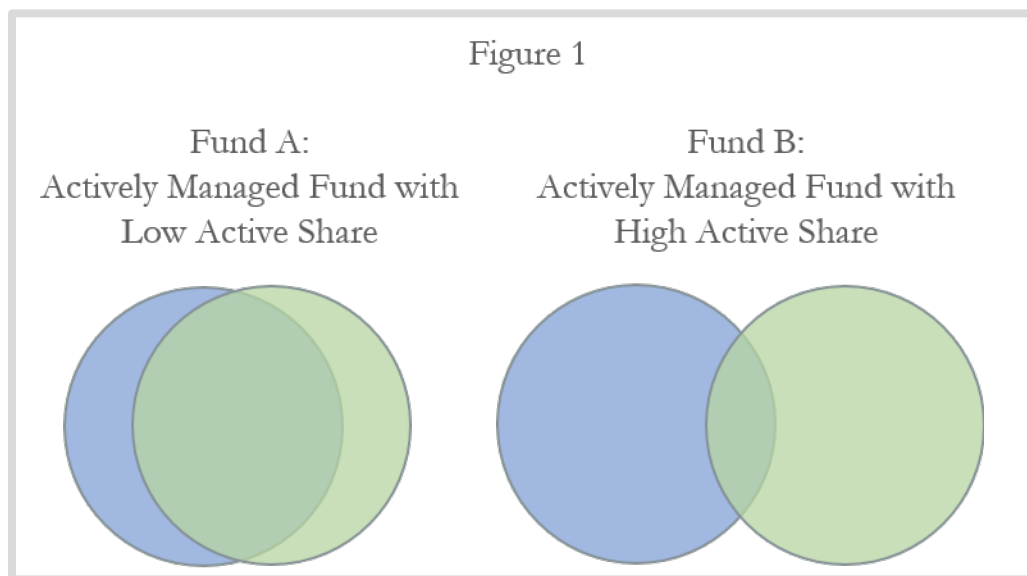 Figure 1
Fund A:
Actively Managed Fund with
Low Active Share
Fund B:
Actively Managed Fund with
High Active Share